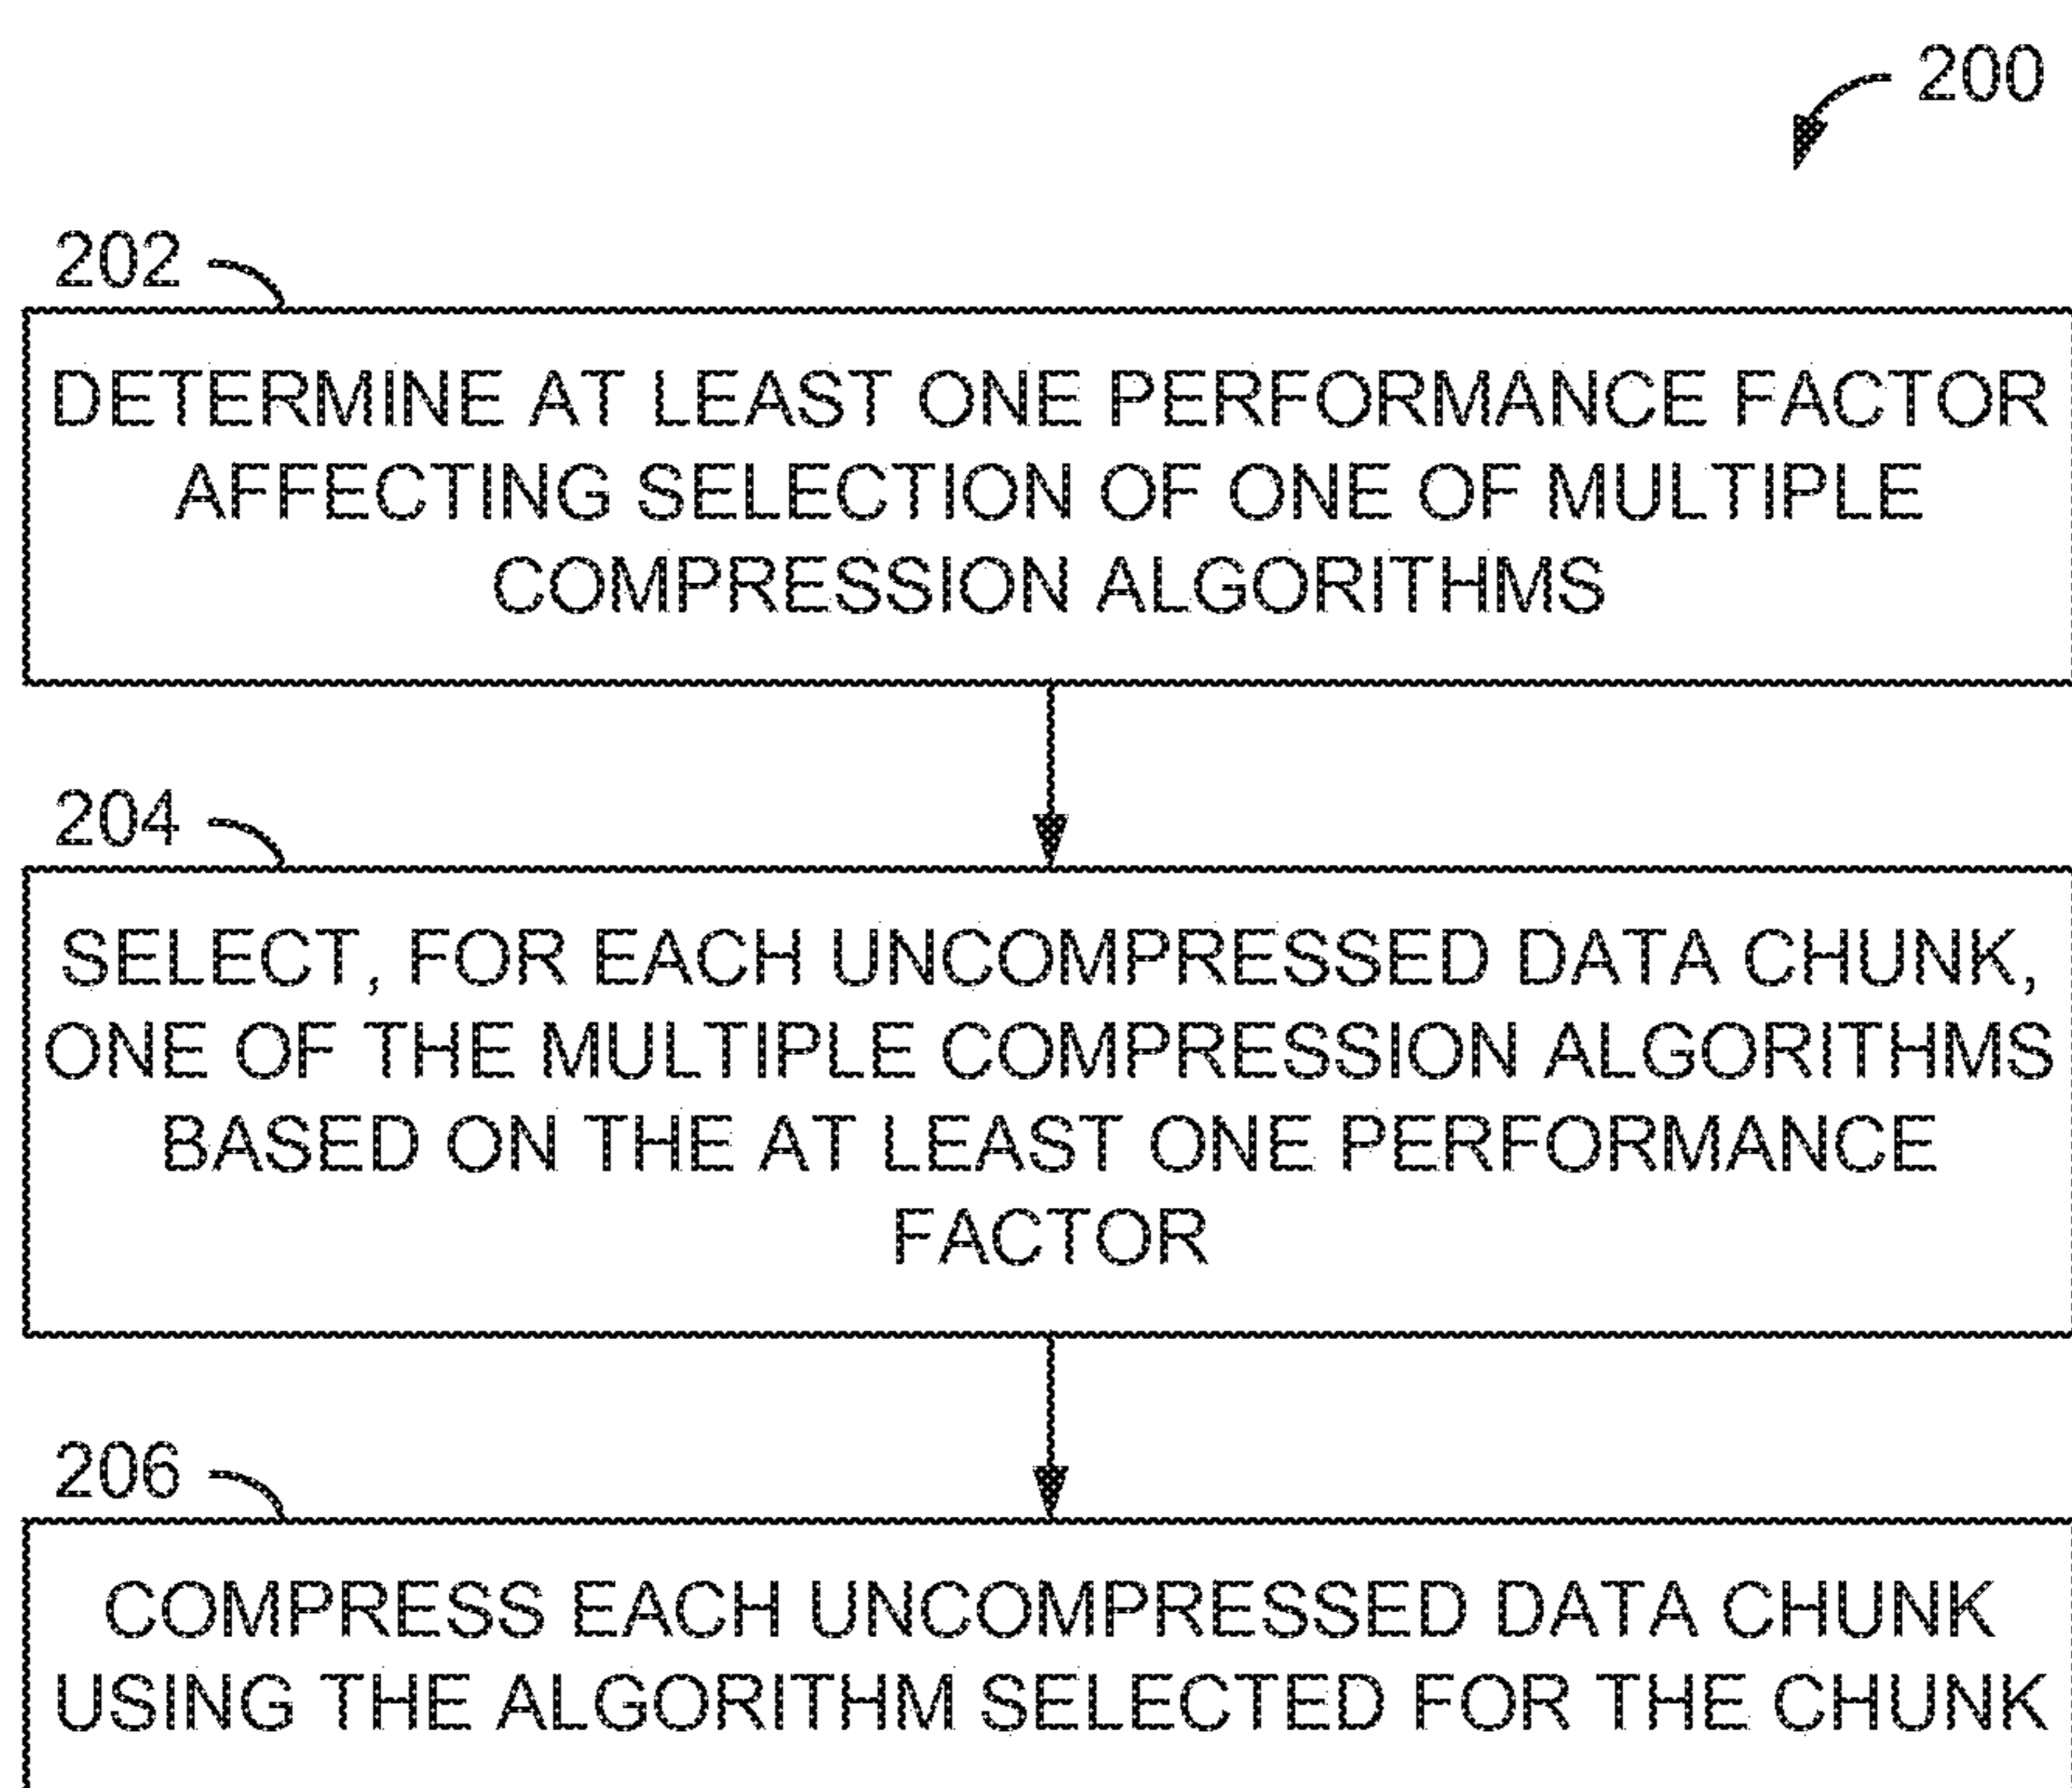 200
202
DETERMINE AT LEAST ONE PERFORMANCE FACTOR
AFFECTING SELECTION OF ONE OF MULTIPLE
COMPRESSION ALGORITHMS
204
SELECT, FOR EACH UNCOMPRESSED DATA CHUNK,
ONE OF THE MULTIPLE COMPRESSION ALGORITHMS
BASED ON THE AT LEAST ONE PERFORMANCE
FACTOR
206
COMPRESS EACH UNCOMPRESSED DATA CHUNK
USING THE ALGORITHM SELECTED FOR THE CHUNK